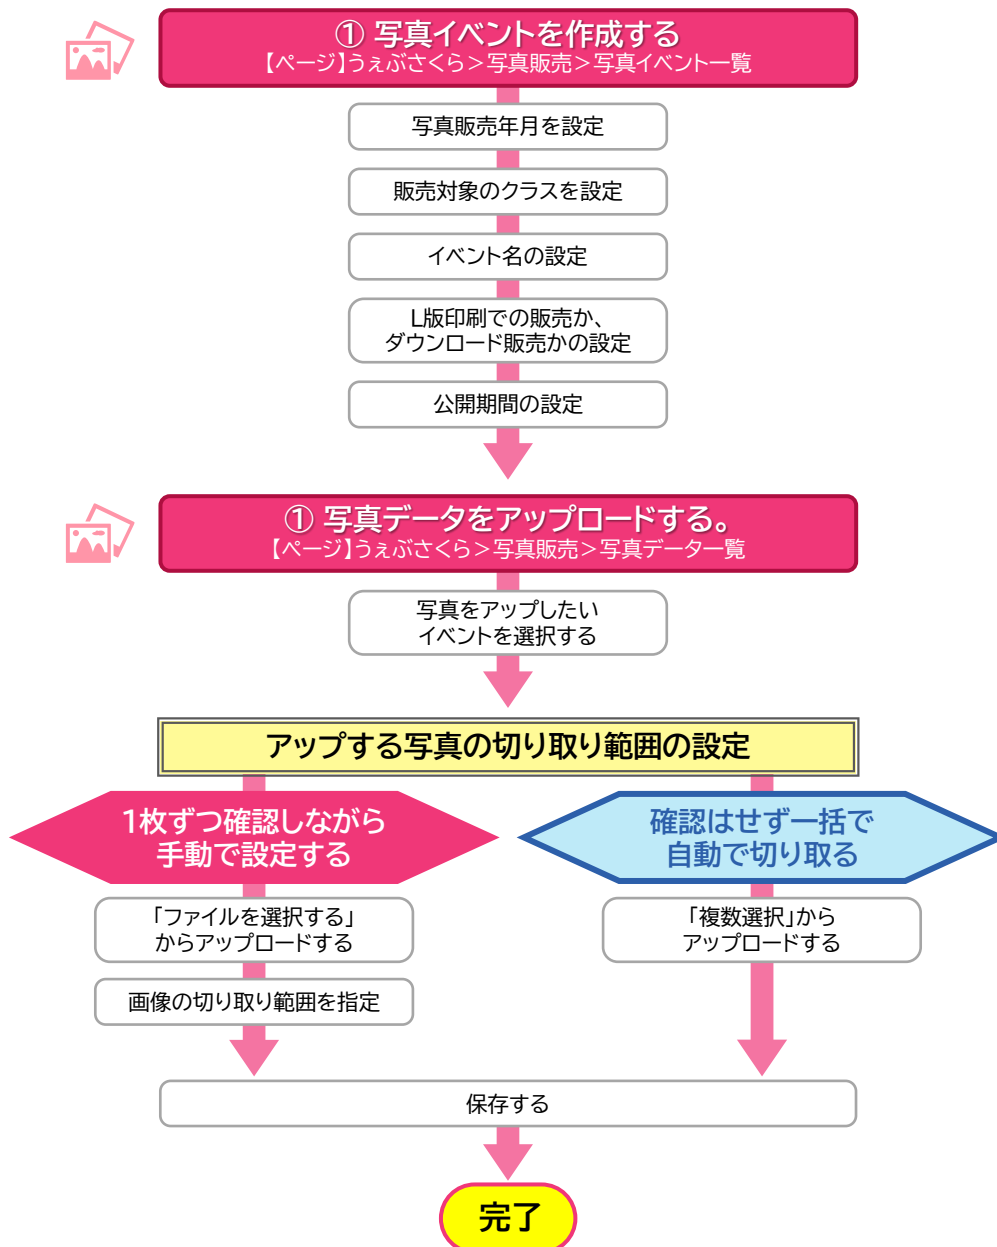 ① 写真イベントを作成する
【ページ】うぇぶさくら＞写真販売＞写真イベント一覧
写真販売年月を設定
販売対象のクラスを設定
イベント名の設定
L版印刷での販売か、
ダウンロード販売かの設定
公開期間の設定
① 写真データをアップロードする。
【ページ】うぇぶさくら＞写真販売＞写真データ一覧
写真をアップしたい
イベントを選択する
アップする写真の切り取り範囲の設定
1枚ずつ確認しながら
手動で設定する
「ファイルを選択する」
からアップロードする
画像の切り取り範囲を指定
確認はせず一括で
自動で切り取る
「複数選択」から
アップロードする
保存する
完了